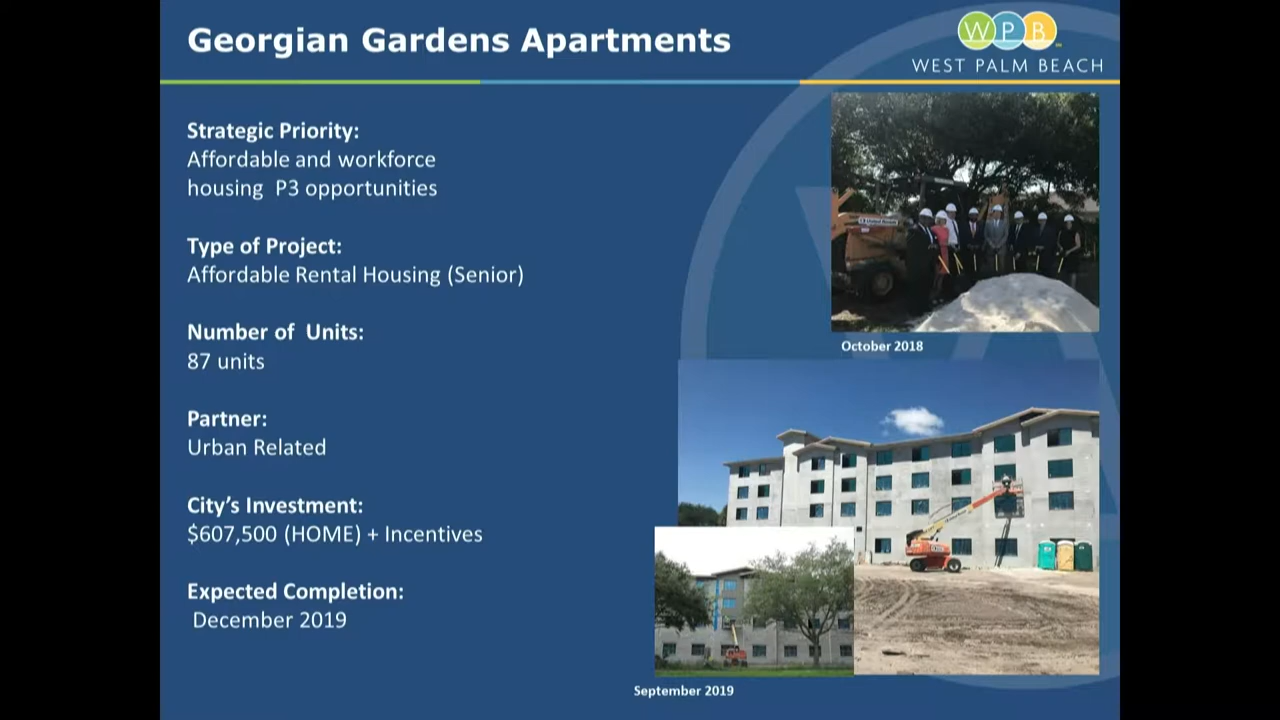 Georgian Gardens Apartments
WPB
WEST PALM BEACH
Strategic Priority:
Affordable and workforce
housing P3 opportunities
Type of Project:
Affordable Rental Housing (Senior)
Number of Units:
87 units
Partner:
Urban Related
City's Investment:
$607,500 (HOME) + Incentives
Expected Completion:
December 2019
October 2018
September 2019